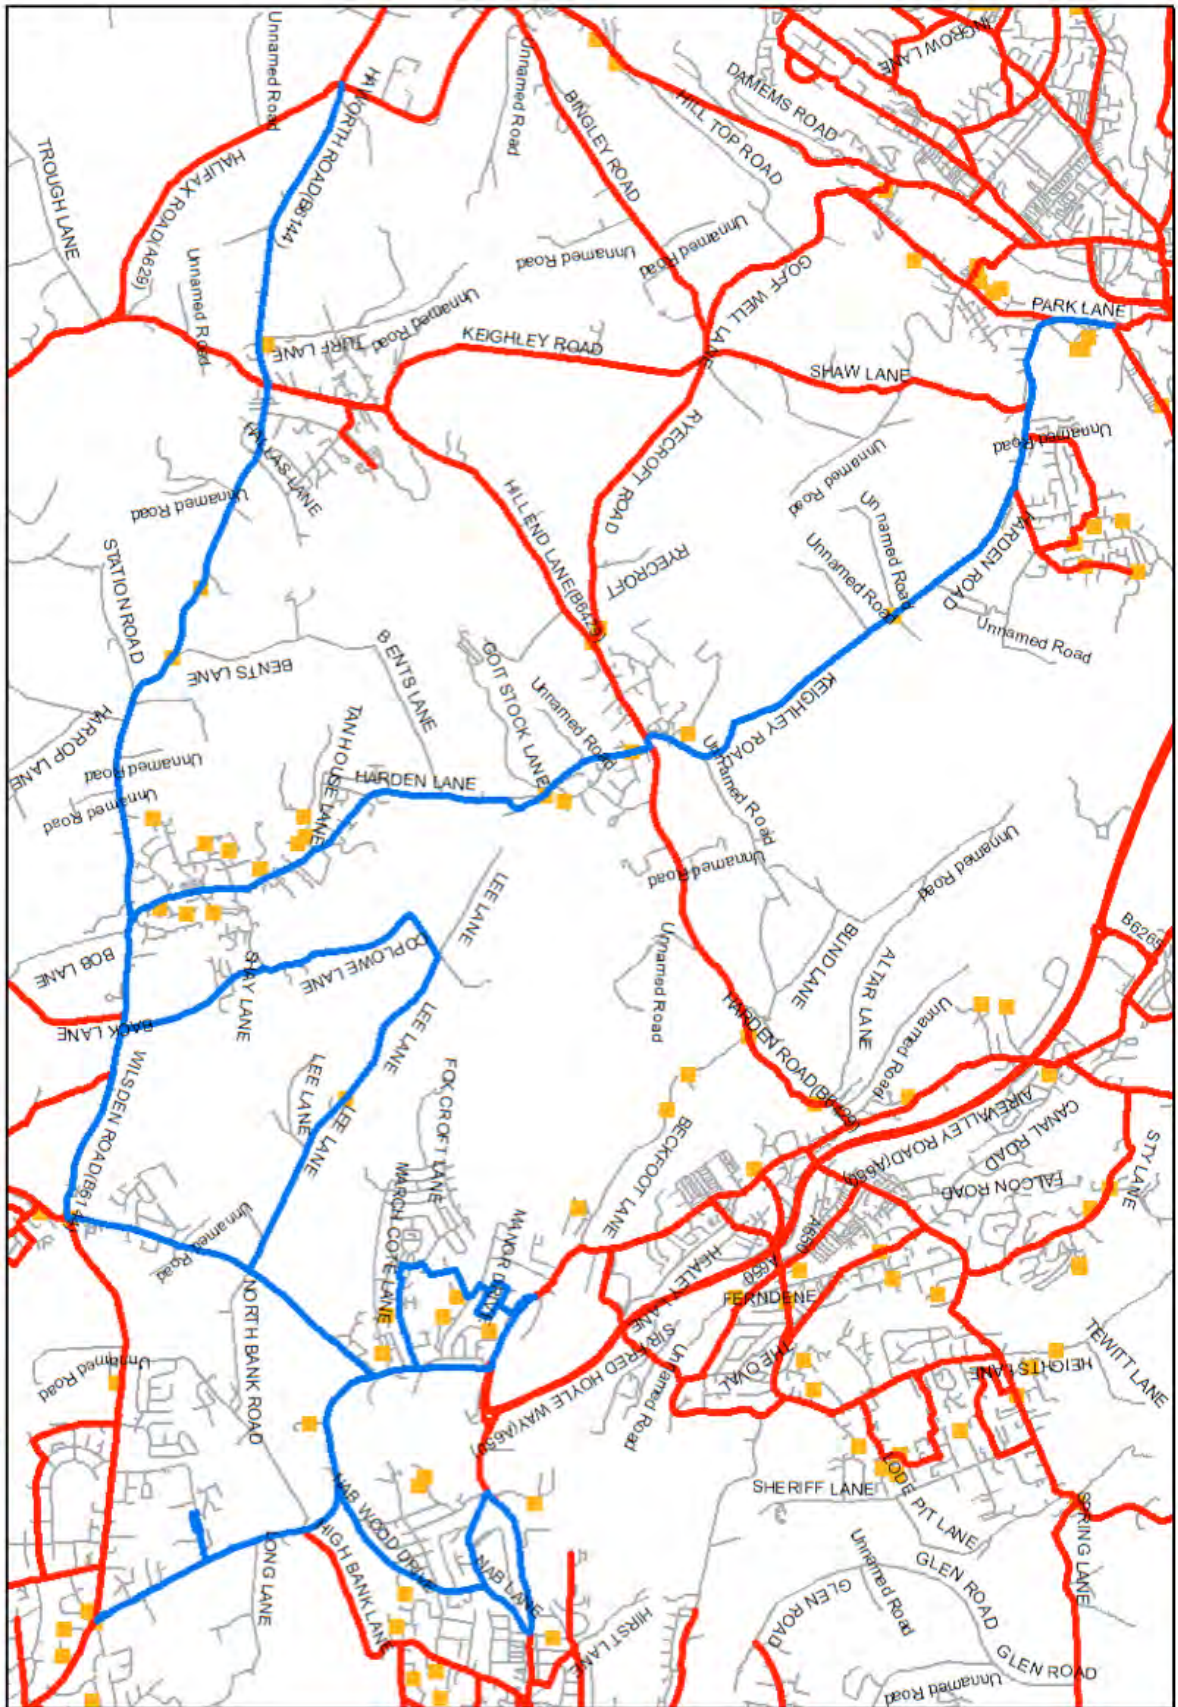 Unnamed Road
HAWORTH ROAD(B6144)
Unnamed Road
BINGLEY ROAD
HILL TOP ROAD
DAMEMS ROAD
INGROW LANE
TROUGH LANE
HALIFAX ROAD(A629)
Unnamed Road
Unnamed Road
Unnamed Road
GOFF WELL LANE
Unnamed Road
TURF LANE
KEIGHLEY ROAD
SHAW LANE
PARK LANE
HALLAS LANE
Unnamed Road
RYECROFT ROAD
Unnamed Road
Unnamed Road
Unnamed Road
Unnamed Road
HARDEN ROAD
HILL END LANE(B6429)
RYECROFT
Unnamed Road
STATION ROAD
BENTS LANE
BENTS LANE
GOIT STOCK LANE
Unnamed Road
KEIGHLEY ROAD
HARROP LANE
Unnamed Road
Unnamed Road
TAN HOUSE LANE
HARDEN LANE
Unnamed Road
Unnamed Road
Unnamed Road
LEE LANE
BOB LANE
SHAY LANE
COPLOWE LANE
Unnamed Road
BLIND LANE
ALTAR LANE
Unnamed Road
B6265
BACK LANE
LEE LANE
HARDEN ROAD(B6429)
WILSDEN ROAD(B6144)
LEE LANE
LEE LANE
FOXCROFT LANE
BECKFOOT LANE
AIREVALLEY ROAD(A650)
CANAL ROAD
STY LANE
FALCON ROAD
Unnamed Road
MARCH COTE LANE
MANOR DRIVE
HEALEY LANE
A650
A650
FERNDENE
NORTH BANK ROAD
Unnamed Road
SIR FRED HOYLE WAY(A650)
Unnamed Road
THE OVAL
HEIGHTS LANE
TEWITT LANE
NAB WOOD DRIVE
SHERIFF LANE
LODE PIT LANE
SPRING LANE
LONG LANE
HIGH BANK LANE
NAB LANE
HIRST LANE
GLEN ROAD
Unnamed Road
GLEN ROAD
GLEN ROAD
Unnamed Road